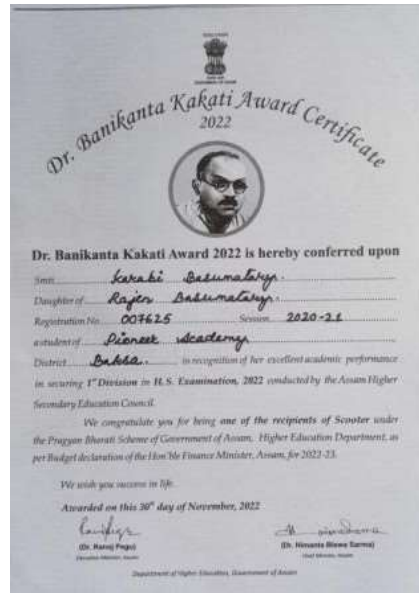 Dr. Banikanta Kakati Award Certificate
2022
Dr. Banikanta Kakati Award 2022 is hereby conferred upon
Smti Karabi Basumatary.
Daughter of Rajen Basumatary.
Registration No. 007625 Session 2020-21
a student of Pioneer Academy
District Baksa. in recognition of her excellent academic performance
in securing 1st Division in H.S. Examination, 2022 conducted by the Assam Higher
Secondary Education Council.
We congratulate you for being one of the recipients of Scooter under
the Pragyan Bharati Scheme of Government of Assam, Higher Education Department, as
per Budget declaration of the Hon'ble Finance Minister, Assam, for 2022-23.
We wish you success in life.
Awarded on this 30th day of November, 2022
(Dr. Ranoj Pegu) (Dr. Himanta Biswa Sarma)
Education Minister, Assam Chief Minister, Assam
Department of Higher Education, Government of Assam